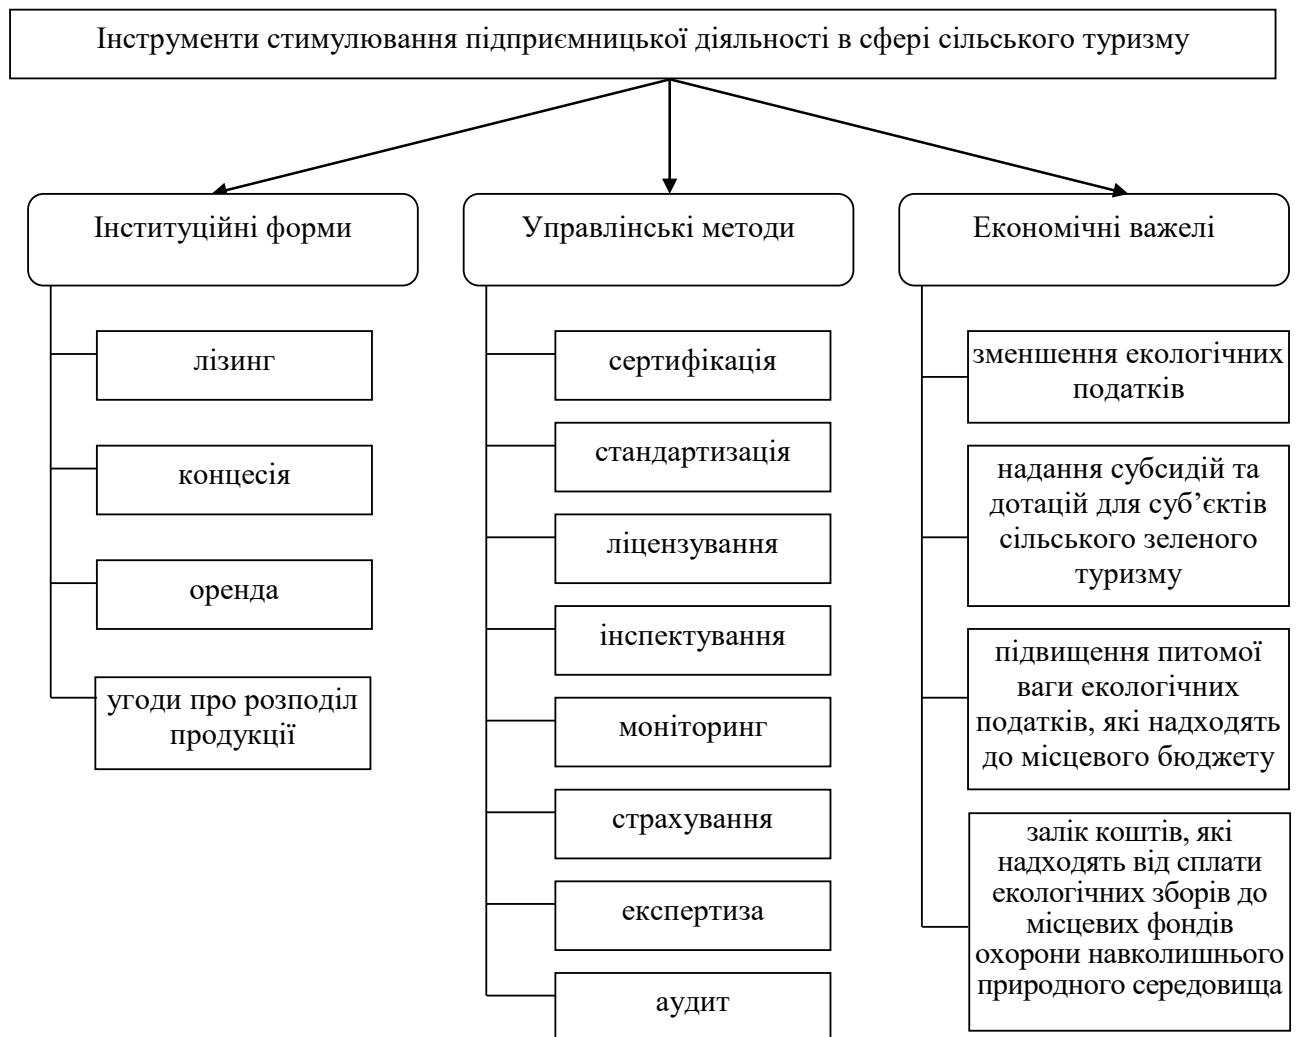 Інструменти стимулювання підприємницької діяльності в сфері сільського туризму
Інституційні форми
лізинг
концесія
оренда
угоди про розподіл
продукції
Управлінські методи
сертифікація
стандартизація
ліцензування
інспектування
моніторинг
страхування
експертиза
аудит
Економічні важелі
зменшення екологічних
податків
надання субсидій та
дотацій для суб’єктів
сільського зеленого
туризму
підвищення питомої
ваги екологічних
податків, які надходять
до місцевого бюджету
залік коштів, які
надходять від сплати
екологічних зборів до
місцевих фондів
охорони навколишнього
природного середовища